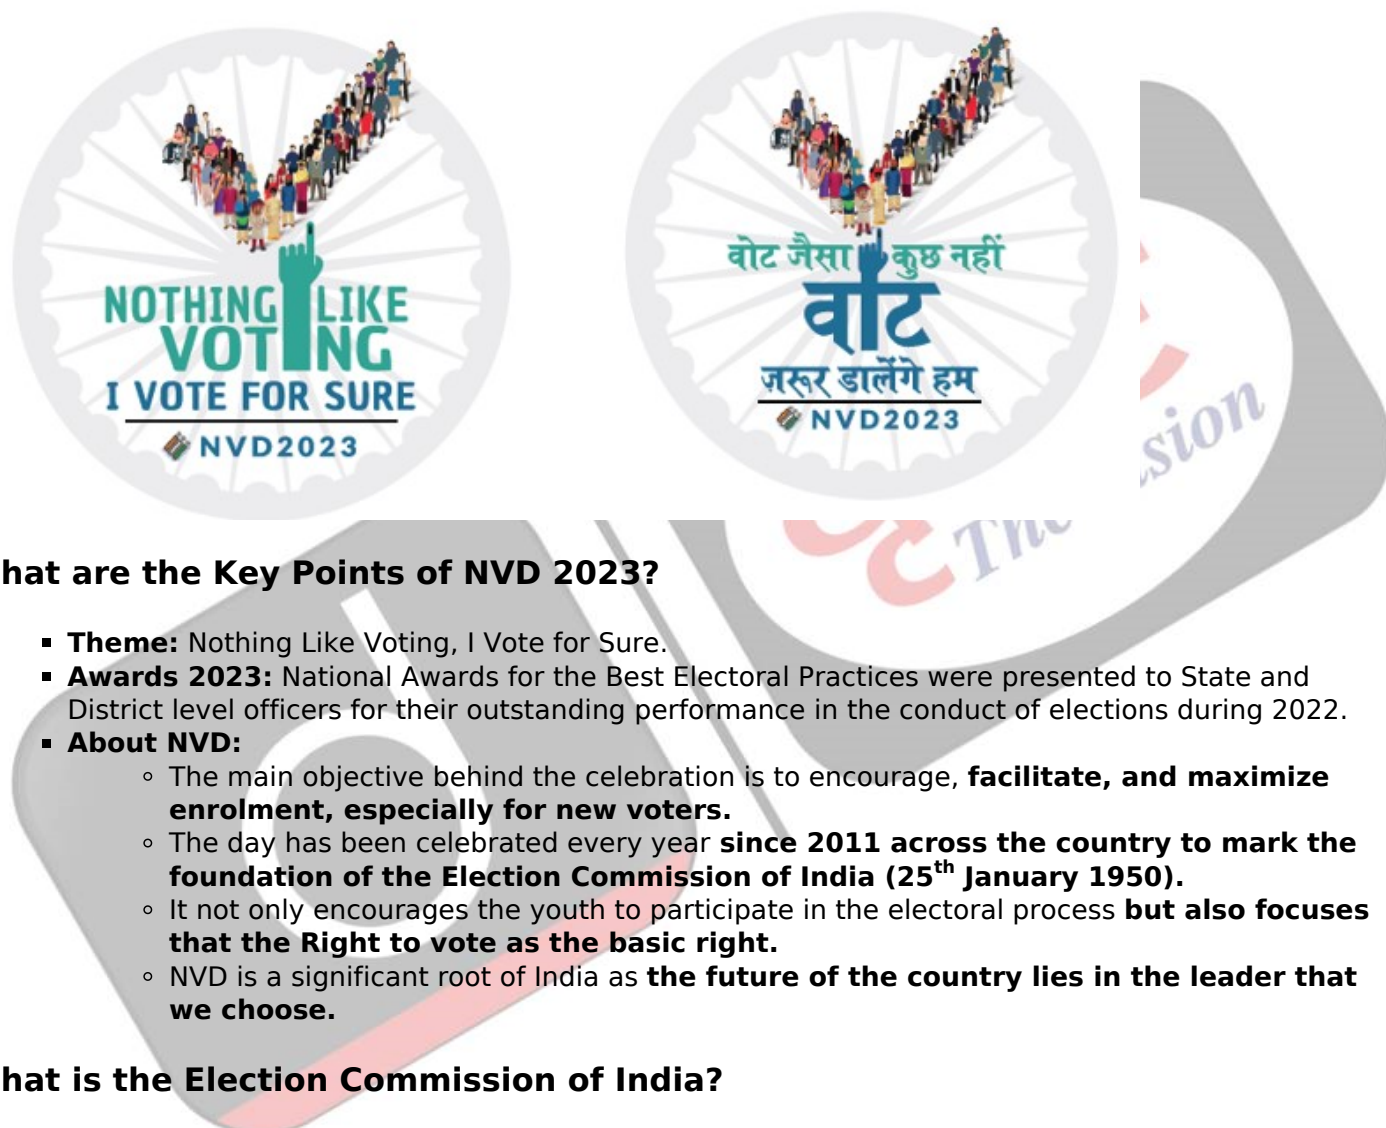 NOTHING LIKE
VOTING
I VOTE FOR SURE
NVD2023
वोट जैसा कुछ नहीं
वोट
ज़रूर डालेंगे हम
NVD2023
hat are the Key Points of NVD 2023?
Theme: Nothing Like Voting, I Vote for Sure.
Awards 2023: National Awards for the Best Electoral Practices were presented to State and
District level officers for their outstanding performance in the conduct of elections during 2022.
About NVD:
The main objective behind the celebration is to encourage, facilitate, and maximize
enrolment, especially for new voters.
The day has been celebrated every year since 2011 across the country to mark the
foundation of the Election Commission of India (25th January 1950).
It not only encourages the youth to participate in the electoral process but also focuses
that the Right to vote as the basic right.
NVD is a significant root of India as the future of the country lies in the leader that
we choose.
hat is the Election Commission of India?